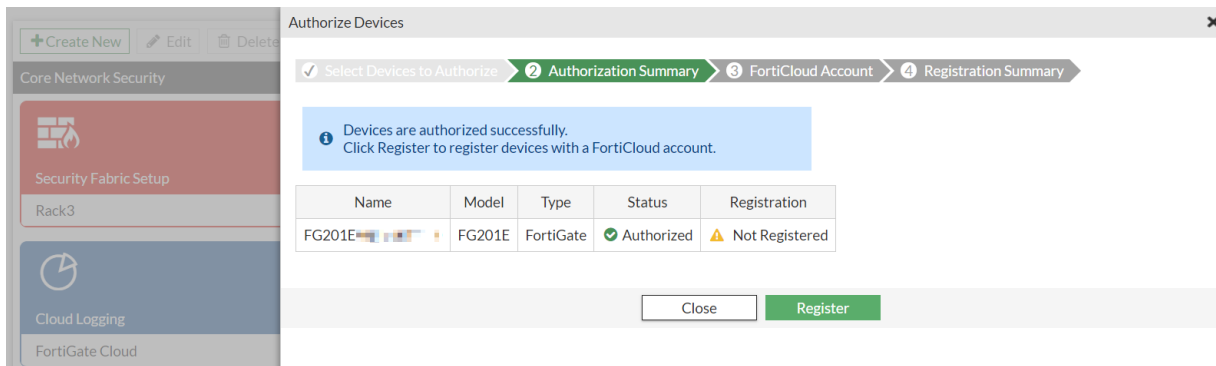 Authorize Devices
Create New Edit Delete
Core Network Security
Security Fabric Setup
Rack3
Cloud Logging
FortiGate Cloud
Select Devices to Authorize 2 Authorization Summary 3 FortiCloud Account 4 Registration Summary
Devices are authorized successfully.
Click Register to register devices with a FortiCloud account.
Name Model Type Status Registration
FG201E FG201E FortiGate Authorized Not Registered
Close Register